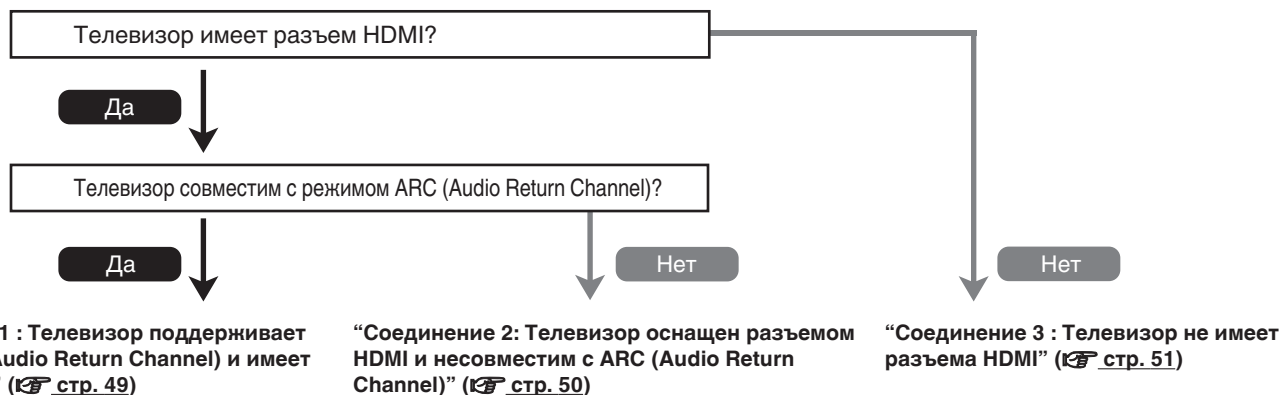 Телевизор имеет разъем HDMI?
Да
Телевизор совместим с режимом ARC (Audio Return Channel)?
Да
Нет
Нет
1 : Телевизор поддерживает
Audio Return Channel) и имеет
" (стр. 49)
“Соединение 2: Телевизор оснащен разъемом
HDMI и несовместим с ARC (Audio Return
Channel)” (стр. 50)
“Соединение 3 : Телевизор не имеет
разъема HDMI” (стр. 51)